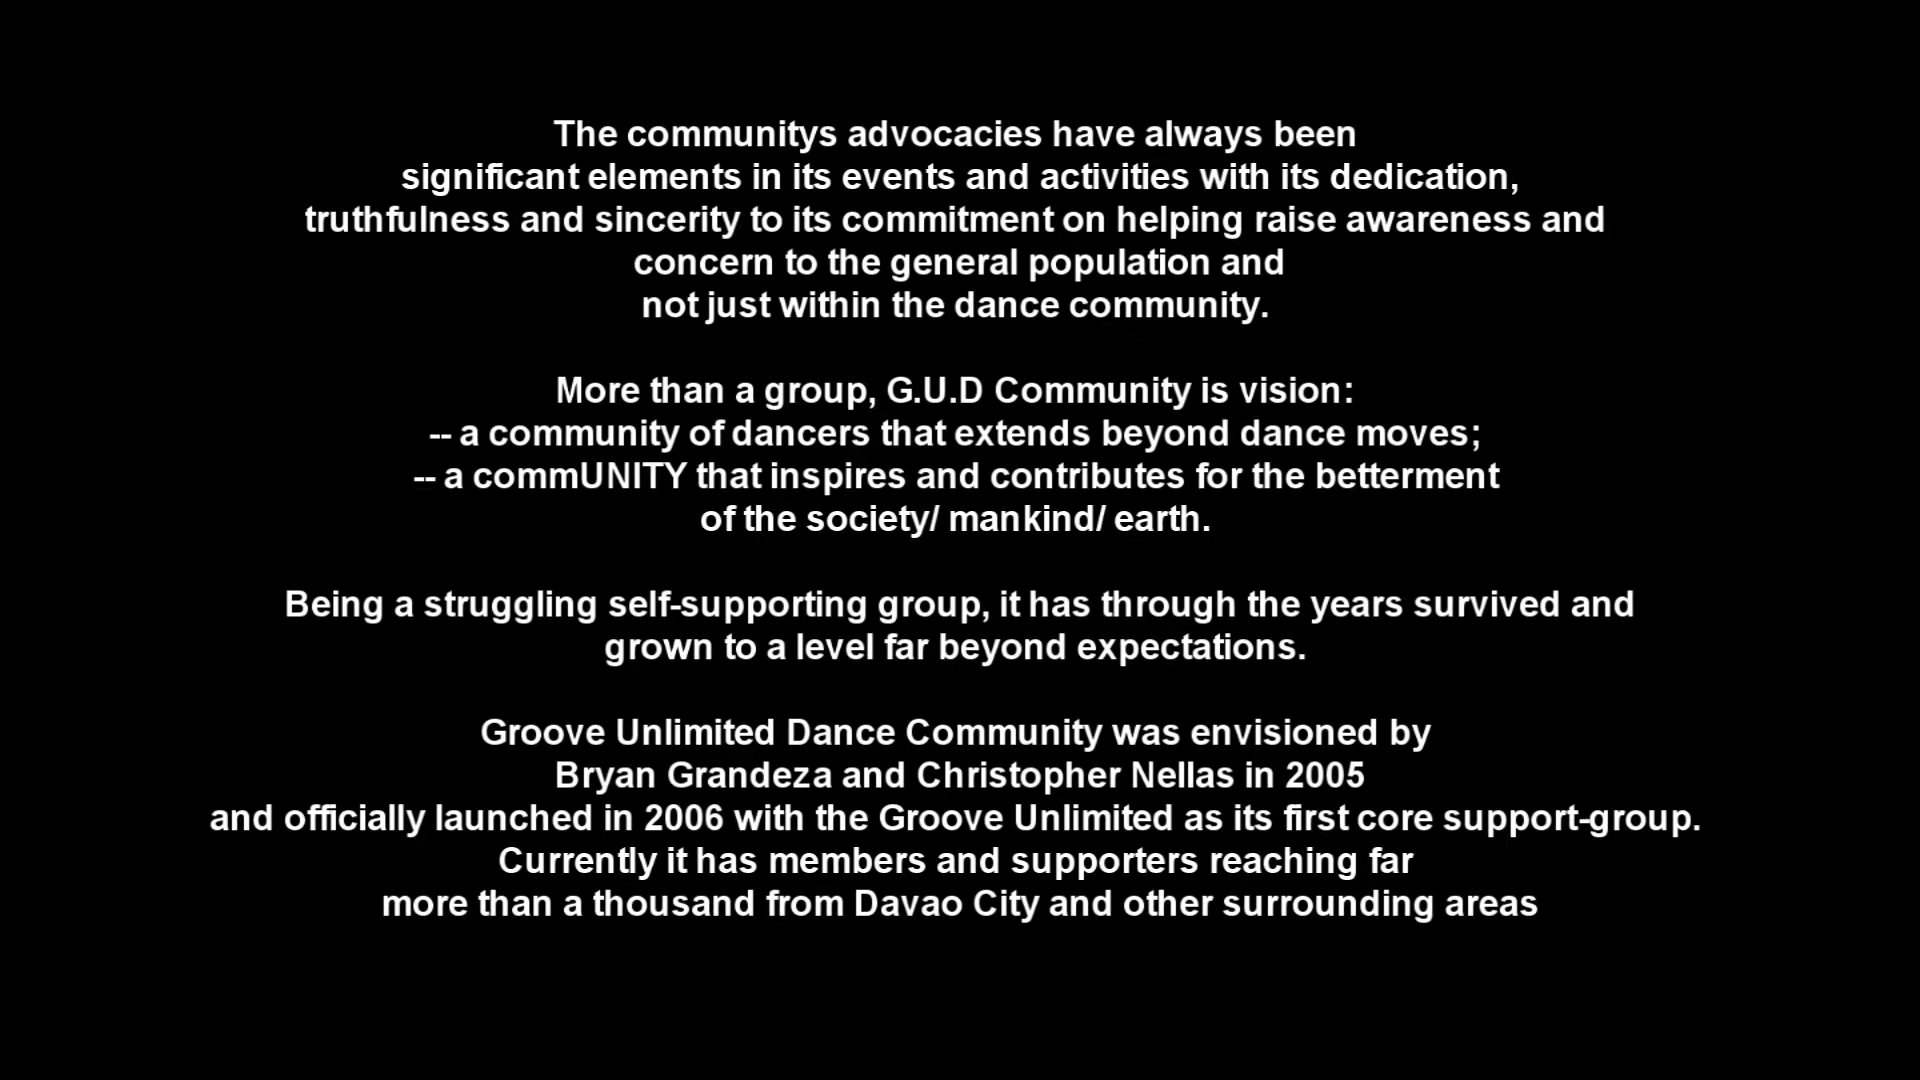 The communitys advocacies have always been
significant elements in its events and activities with its dedication,
truthfulness and sincerity to its commitment on helping raise awareness and
concern to the general population and
not just within the dance community.
More than a group, G.U.D Community is vision:
-- a community of dancers that extends beyond dance moves;
-- a commUNITY that inspires and contributes for the betterment
of the society/ mankind/ earth.
Being a struggling self-supporting group, it has through the years survived and
grown to a level far beyond expectations.
Groove Unlimited Dance Community was envisioned by
Bryan Grandeza and Christopher Nellas in 2005
and officially launched in 2006 with the Groove Unlimited as its first core support-group.
Currently it has members and supporters reaching far
more than a thousand from Davao City and other surrounding areas